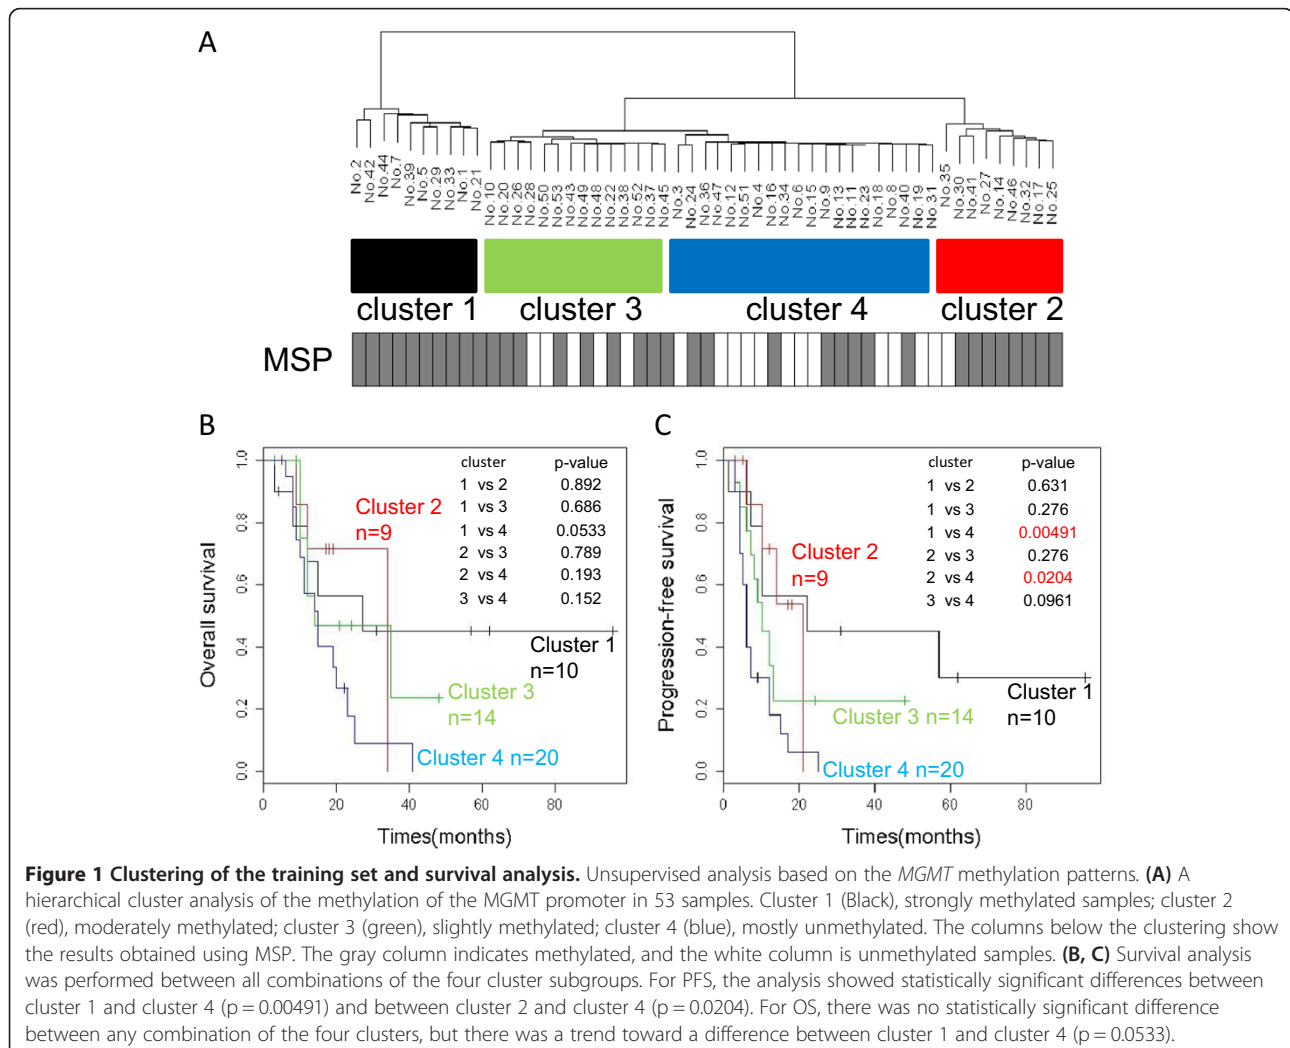 A
No.2
No.42
No.44
No.7
No.39
No.5
No.29
No.33
No.1
No.21
No.10
No.20
No.26
No.28
No.50
No.53
No.43
No.49
No.48
No.22
No.38
No.52
No.37
No.45
No.3
No.24
No.36
No.47
No.12
No.51
No.4
No.16
No.34
No.6
No.15
No.9
No.13
No.11
No.23
No.18
No.8
No.40
No.19
No.31
No.35
No.30
No.41
No.27
No.14
No.46
No.32
No.17
No.25
cluster 1 cluster 3 cluster 4 cluster 2
MSP
B
Overall survival
1.0
0.8
0.6
0.4
0.2
0.0
0 20 40 60 80
Times(months)
cluster p-value
1 vs 2 0.892
1 vs 3 0.686
1 vs 4 0.0533
2 vs 3 0.789
2 vs 4 0.193
3 vs 4 0.152
Cluster 2
n=9
Cluster 1
n=10
Cluster 3
n=14
Cluster 4 n=20
C
Progression-free survival
1.0
0.8
0.6
0.4
0.2
0.0
0 20 40 60 80
Times(months)
cluster p-value
1 vs 2 0.631
1 vs 3 0.276
1 vs 4 0.00491
2 vs 3 0.276
2 vs 4 0.0204
3 vs 4 0.0961
Cluster 2
n=9
Cluster 1
n=10
Cluster 3 n=14
Cluster 4 n=20
Figure 1 Clustering of the training set and survival analysis. Unsupervised analysis based on the MGMT methylation patterns. (A) A
hierarchical cluster analysis of the methylation of the MGMT promoter in 53 samples. Cluster 1 (Black), strongly methylated samples; cluster 2
(red), moderately methylated; cluster 3 (green), slightly methylated; cluster 4 (blue), mostly unmethylated. The columns below the clustering show
the results obtained using MSP. The gray column indicates methylated, and the white column is unmethylated samples. (B, C) Survival analysis
was performed between all combinations of the four cluster subgroups. For PFS, the analysis showed statistically significant differences between
cluster 1 and cluster 4 (p = 0.00491) and between cluster 2 and cluster 4 (p = 0.0204). For OS, there was no statistically significant difference
between any combination of the four clusters, but there was a trend toward a difference between cluster 1 and cluster 4 (p = 0.0533).